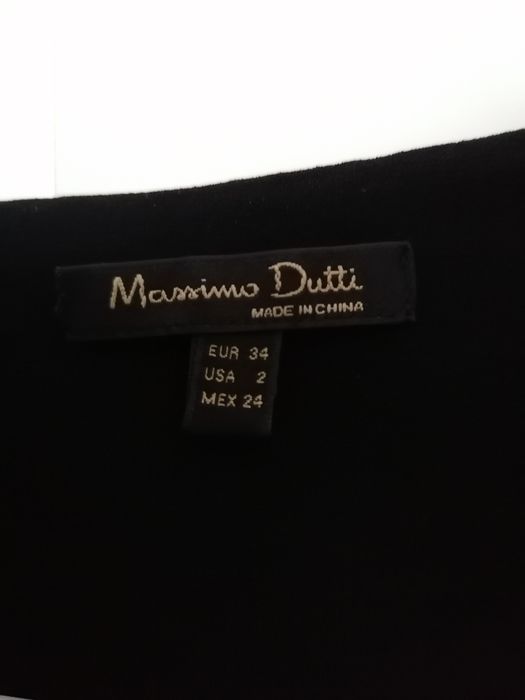 Massimo Dutti
MADE IN CHINA
EUR 34
USA 2
MEX 24